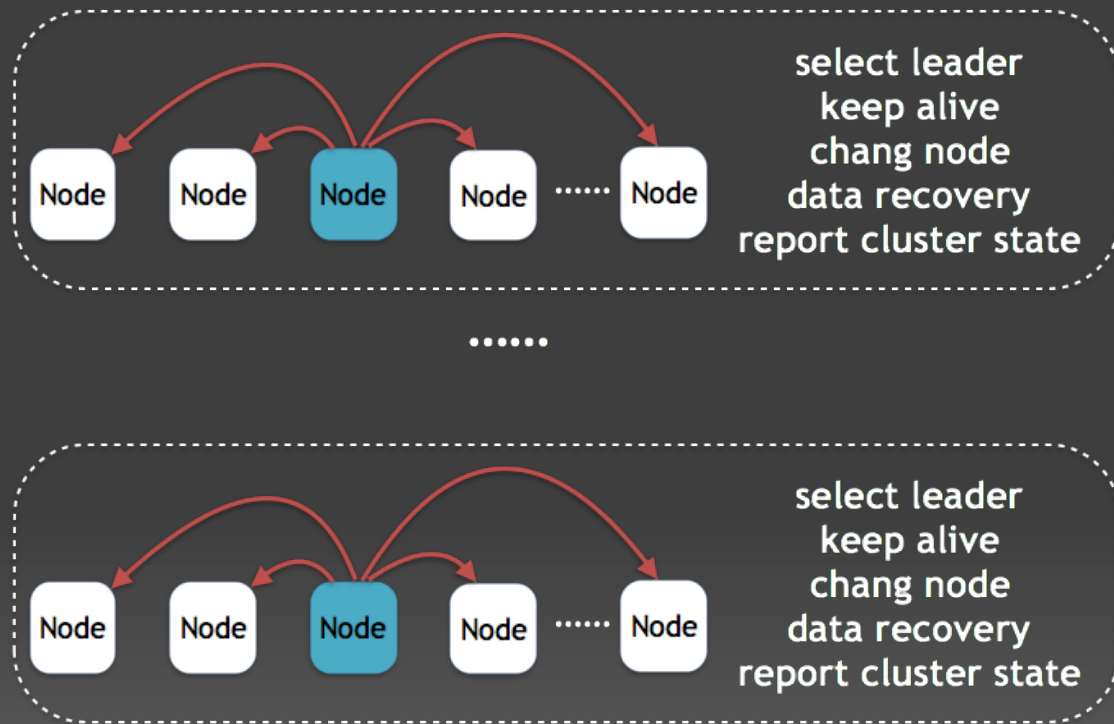 select leader
keep alive
chang node
data recovery
report cluster state
Node Node Node Node ······ Node
······
select leader
keep alive
chang node
data recovery
report cluster state
Node Node Node Node ······ Node